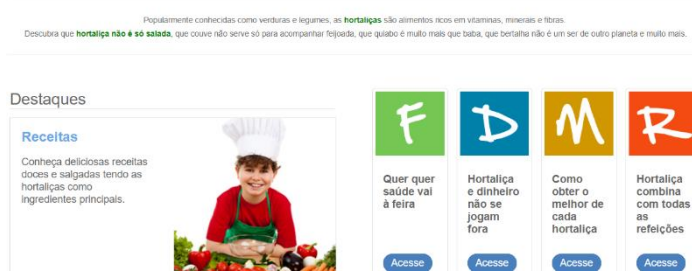 Popularmente conhecidas como verduras e legumes, as hortaliças são alimentos ricos em vitaminas, minerais e fibras.
Descubra que hortaliça não é só salada, que couve não serve só para acompanhar feijoada, que quiabo é muito mais que baba, que bertalha não é um ser de outro planeta e muito mais.
Destaques
Receitas
Conheça deliciosas receitas
doces e salgadas tendo as
hortaliças como
ingredientes principais.
F
Quer quer
saúde vai
à feira
Acesse
D
Hortaliça
e dinheiro
não se
jogam
fora
Acesse
M
Como
obter o
melhor de
cada
hortaliça
Acesse
R
Hortaliça
combina
com todas
as
refeições
Acesse